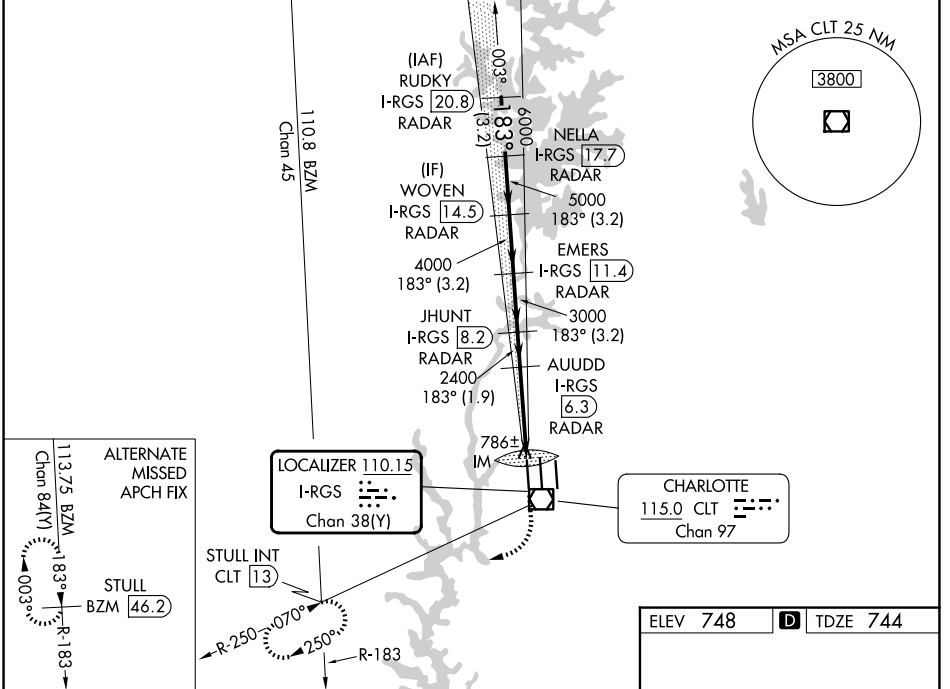 (IAF)
RUDKY
I-RGS 20.8
RADAR
003°
183°
(3.2)
6000
MSA CLT 25 NM
3800
110.8 BZM
Chan 45
NELLA
I-RGS 17.7
RADAR
(IF)
WOVEN
I-RGS 14.5
RADAR
5000
183° (3.2)
4000
183° (3.2)
EMERS
I-RGS 11.4
RADAR
3000
183° (3.2)
JHUNT
I-RGS 8.2
RADAR
2400
183° (1.9)
AUUDD
I-RGS
6.3
RADAR
786±
IM
LOCALIZER 110.15
I-RGS
Chan 38(Y)
CHARLOTTE
115.0 CLT
Chan 97
ALTERNATE
MISSED
APCH FIX
113.75 BZM
Chan 84(Y)
183°
003°
STULL
BZM 46.2
R-183
STULL INT
CLT 13
R-250
070°
250°
R-183
ELEV 748 D TDZE 744